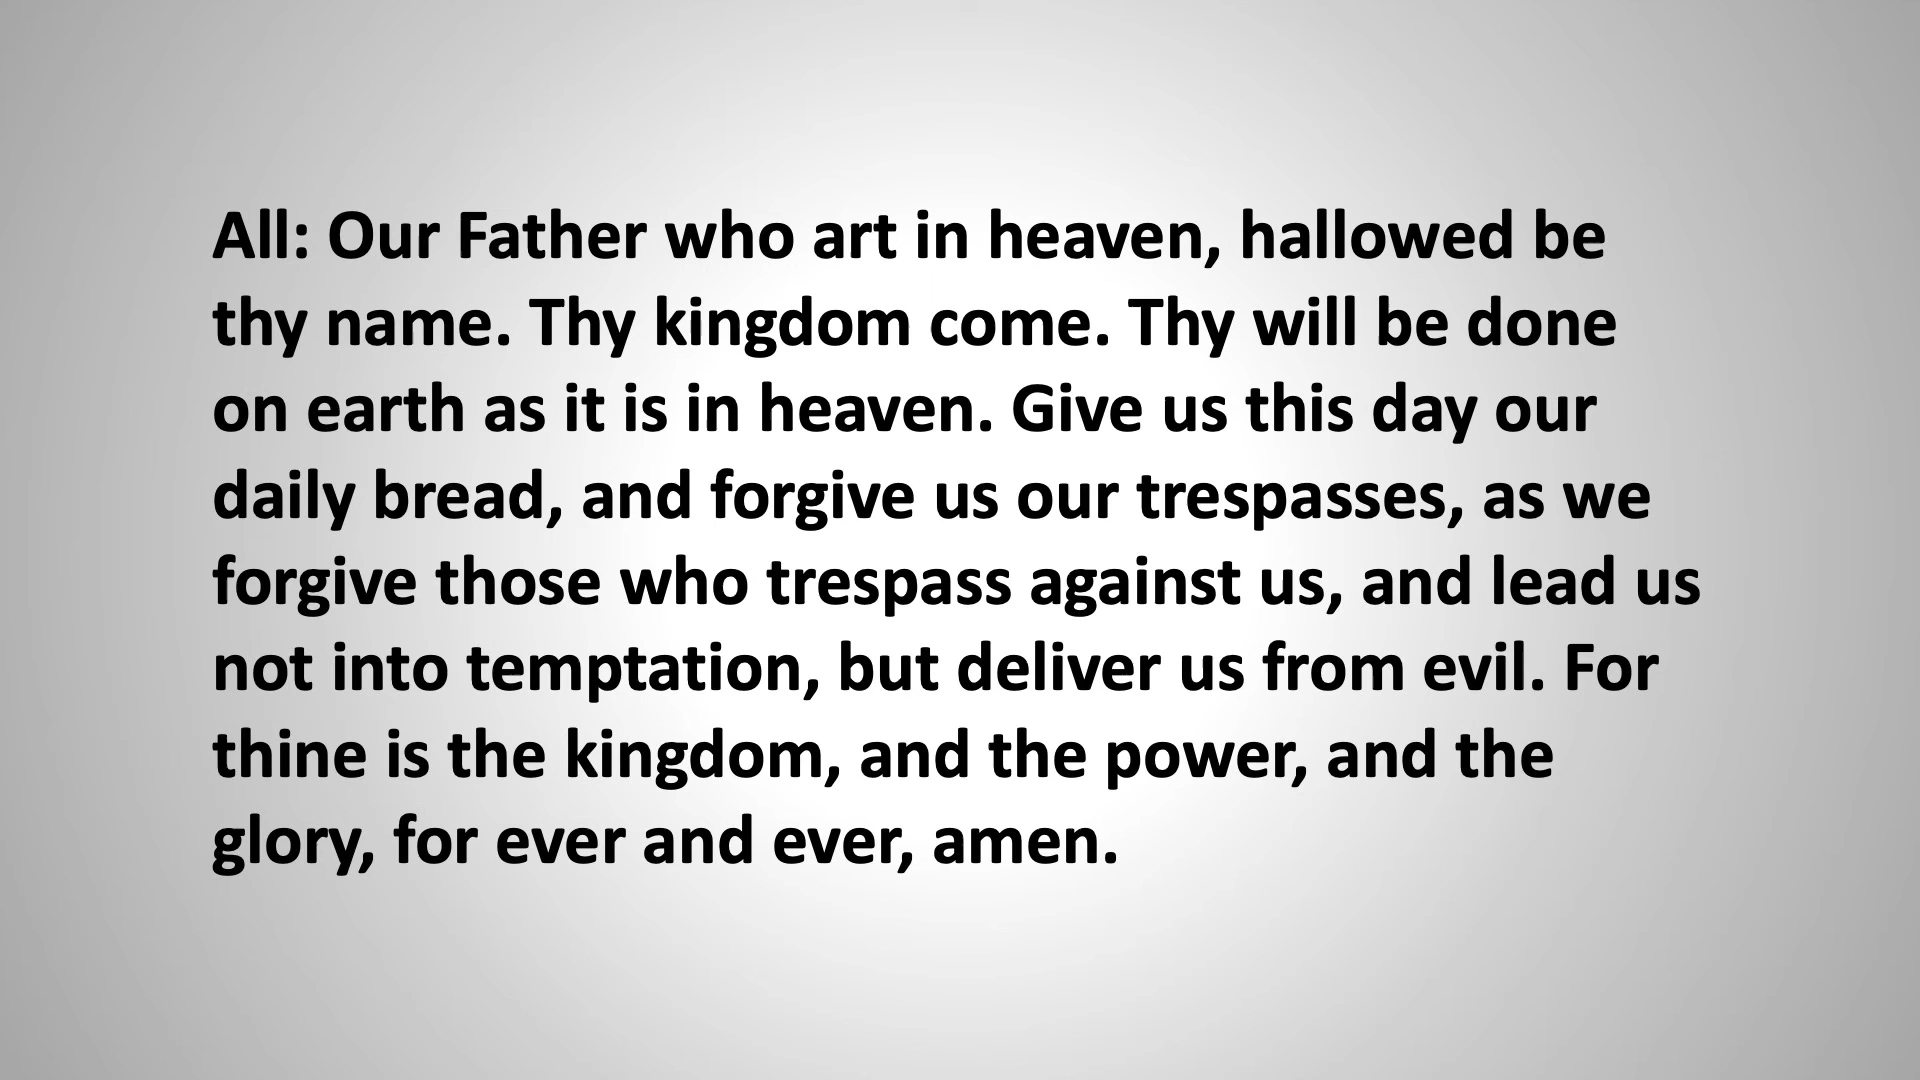 All: Our Father who art in heaven, hallowed be
thy name. Thy kingdom come. Thy will be done
on earth as it is in heaven. Give us this day our
daily bread, and forgive us our trespasses, as we
forgive those who trespass against us, and lead us
not into temptation, but deliver us from evil. For
thine is the kingdom, and the power, and the
glory, for ever and ever, amen.